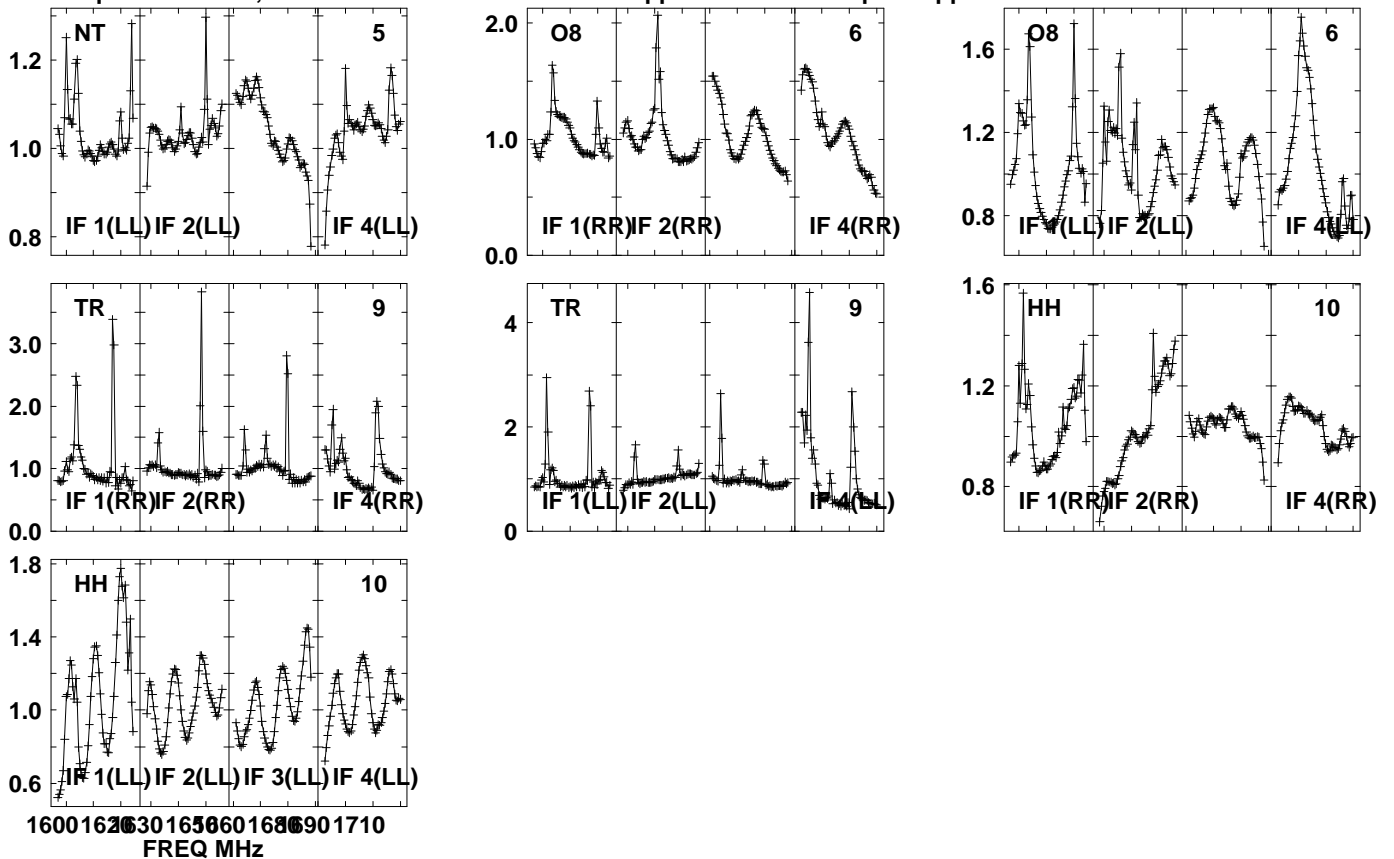 NT 5 O8 6 O8 6
1.2 2.0 1.6
1.0 1.0 1.2
0.8 0.0 0.8
IF 1(LL) IF 2(LL) IF 4(LL) IF 1(RR) IF 2(RR) IF 4(RR) IF 1(LL) IF 2(LL) IF 4(LL)
TR 9 TR 9 HH 10
3.0 4 1.6
2.0 2 1.2
1.0 0 0.8
0.0
IF 1(RR) IF 2(RR) IF 4(RR) IF 1(LL) IF 2(LL) IF 4(LL) IF 1(RR) IF 2(RR) IF 4(RR)
HH 10
1.8
1.4
1.0
0.6
IF 1(LL) IF 2(LL) IF 3(LL) IF 4(LL)
1600 1620 1630 1650 1660 1680 1690 1710
FREQ MHz